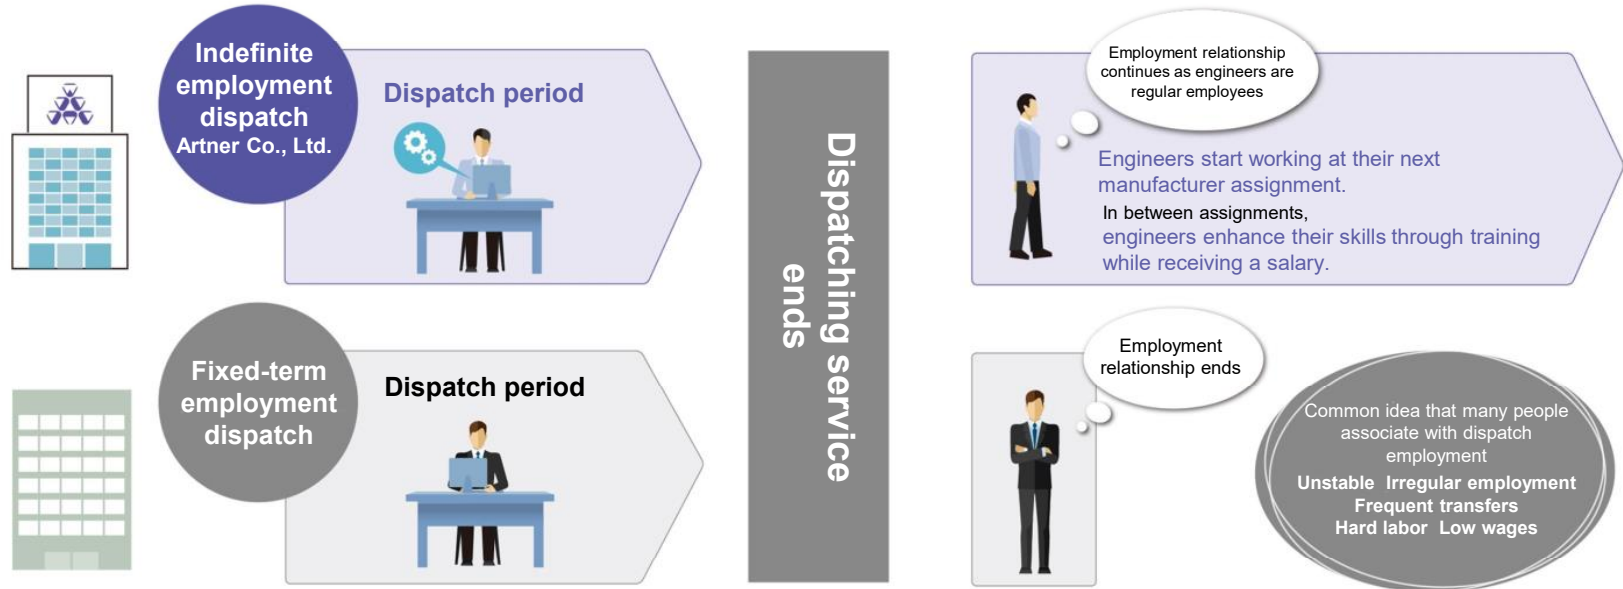 Indefinite
employment
dispatch
Artner Co., Ltd.
Dispatch period
Dispatching service
ends
Employment relationship
continues as engineers are
regular employees
Engineers start working at their next
manufacturer assignment.
In between assignments,
engineers enhance their skills through training
while receiving a salary.
Fixed-term
employment
dispatch
Dispatch period
Employment
relationship ends
Common idea that many people
associate with dispatch
employment
Unstable Irregular employment
Frequent transfers
Hard labor Low wages